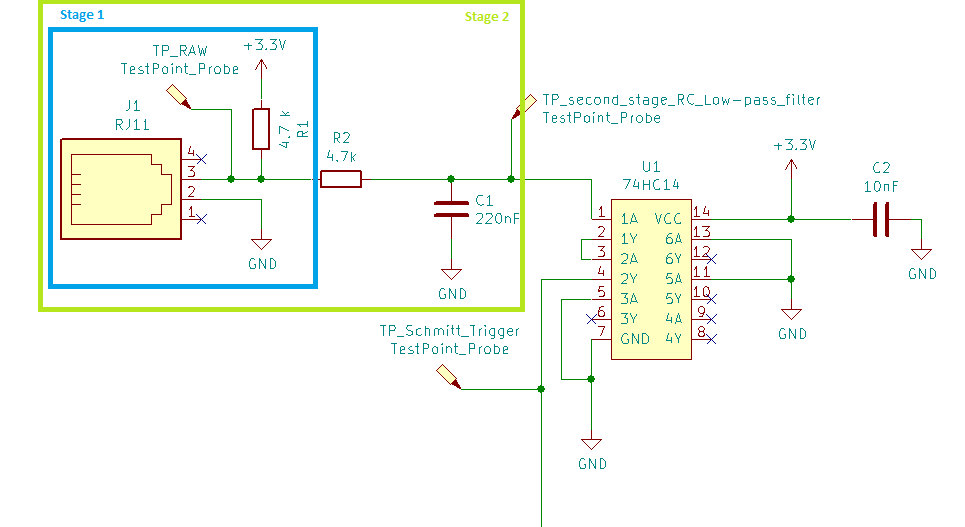 Stage 1
Stage 2
TP_RAW
TestPoint_Probe
+3.3V
J1
RJ11
4.7 k
R1
4
3
2
1
GND
R2
4.7k
C1
220nF
GND
TP_second_stage_RC_Low-pass_filter
TestPoint_Probe
U1
74HC14
1 1A VCC 14
2 1Y 6A 13
3 2A 6Y 12
4 2Y 5A 11
5 3A 5Y 10
6 3Y 4A 9
7 GND 4Y 8
+3.3V
C2
10nF
GND
GND
TP_Schmitt_Trigger
TestPoint_Probe
GND